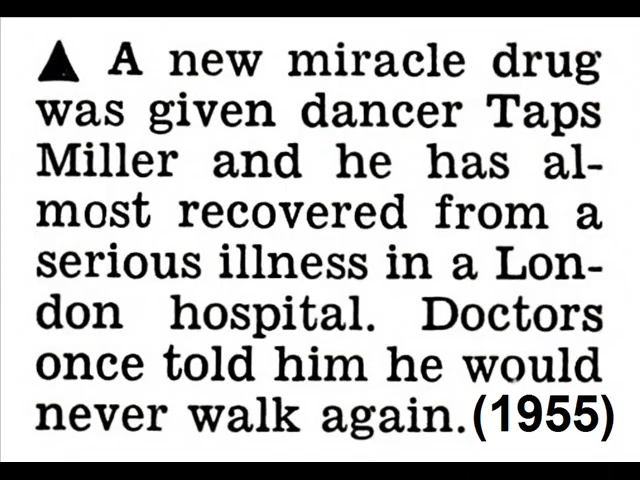 ▲ A new miracle drug
was given dancer Taps
Miller and he has al-
most recovered from a
serious illness in a Lon-
don hospital. Doctors
once told him he would
never walk again. (1955)